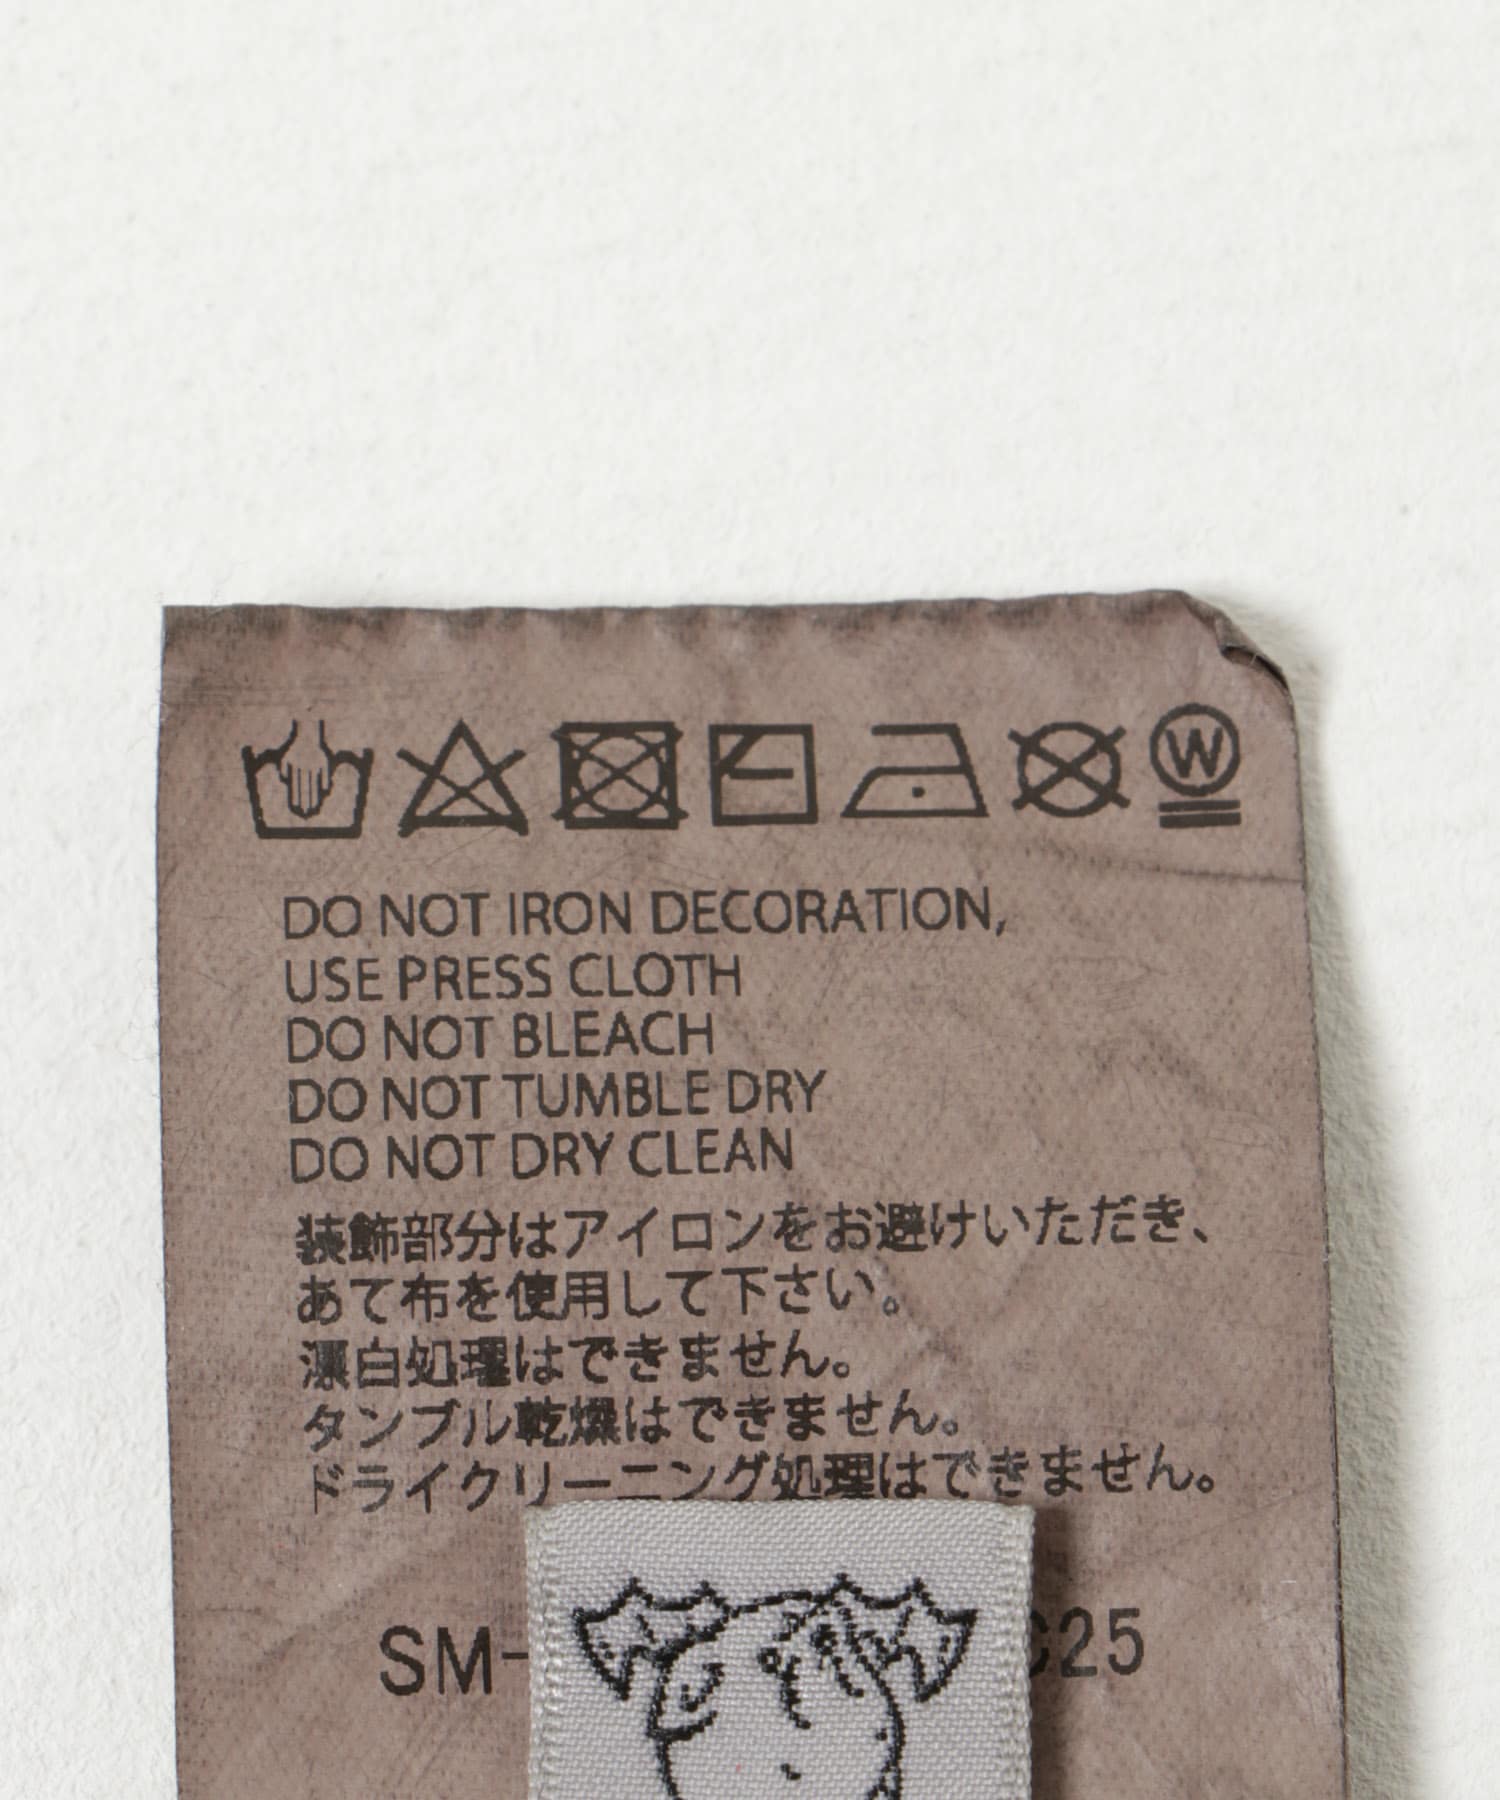 W
DO NOT IRON DECORATION,
USE PRESS CLOTH
DO NOT BLEACH
DO NOT TUMBLE DRY
DO NOT DRY CLEAN
装飾部分はアイロンをお避けいただき、
あて布を使用して下さい。
漂白処理はできません。
タンブル乾燥はできません。
ドライクリーニング処理はできません。
SM- C25